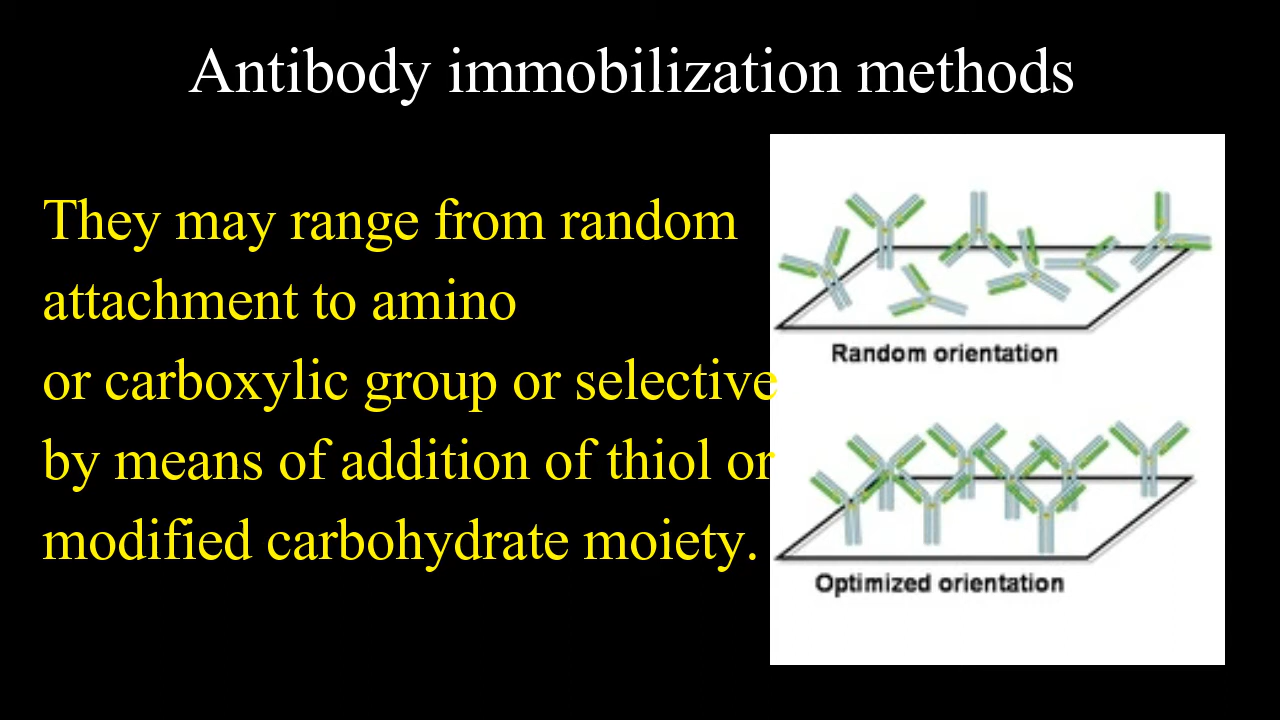 Antibody immobilization methods
They may range from random
attachment to amino
or carboxylic group or selective
by means of addition of thiol or
modified carbohydrate moiety.
Random orientation
Optimized orientation